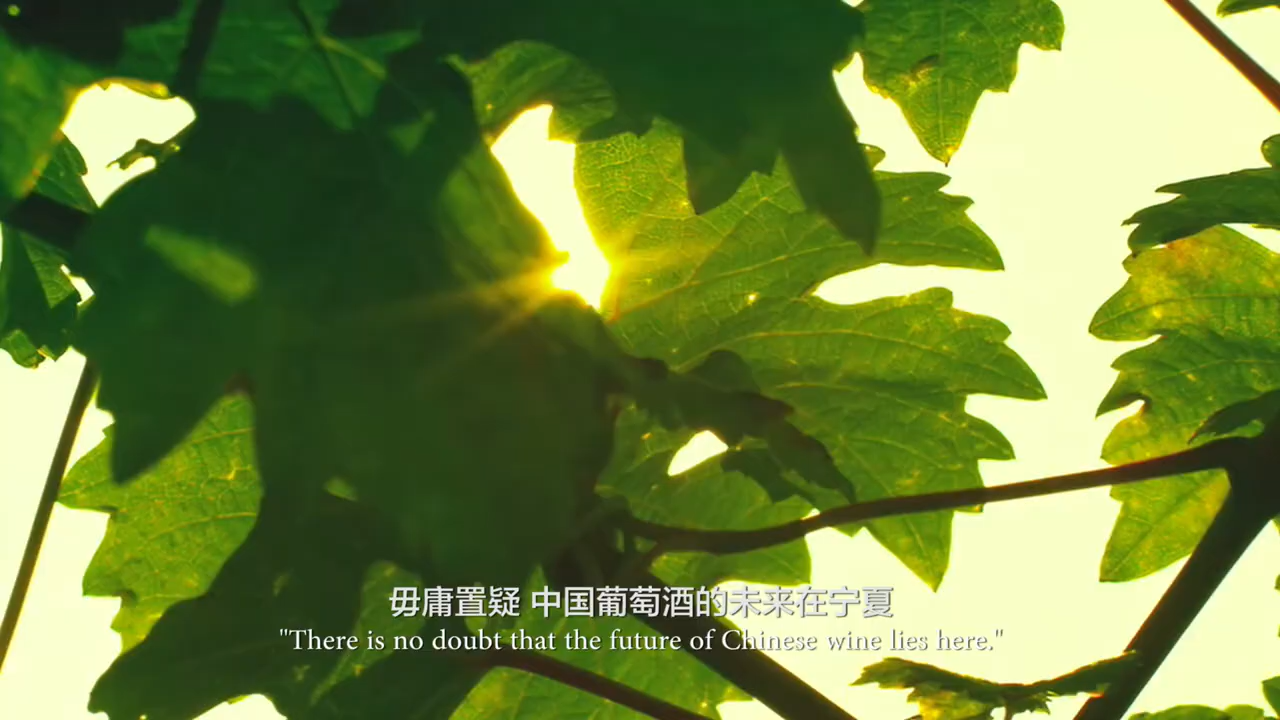 毋庸置疑 中国葡萄酒的未来在宁夏
"There is no doubt that the future of Chinese wine lies here."